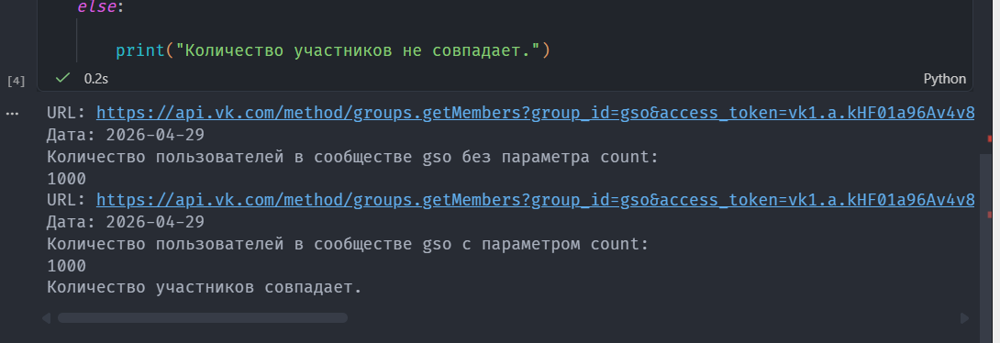 else:
print("Количество участников не совпадает.")
[4]
0.2s
Python
URL: https://api.vk.com/method/groups.getMembers?group_id=gso&access_token=vk1.a.kHF01a96Av4v8
Дата: 2026-04-29
Количество пользователей в сообществе gso без параметра count:
1000
URL: https://api.vk.com/method/groups.getMembers?group_id=gso&access_token=vk1.a.kHF01a96Av4v8
Дата: 2026-04-29
Количество пользователей в сообществе gso с параметром count:
1000
Количество участников совпадает.